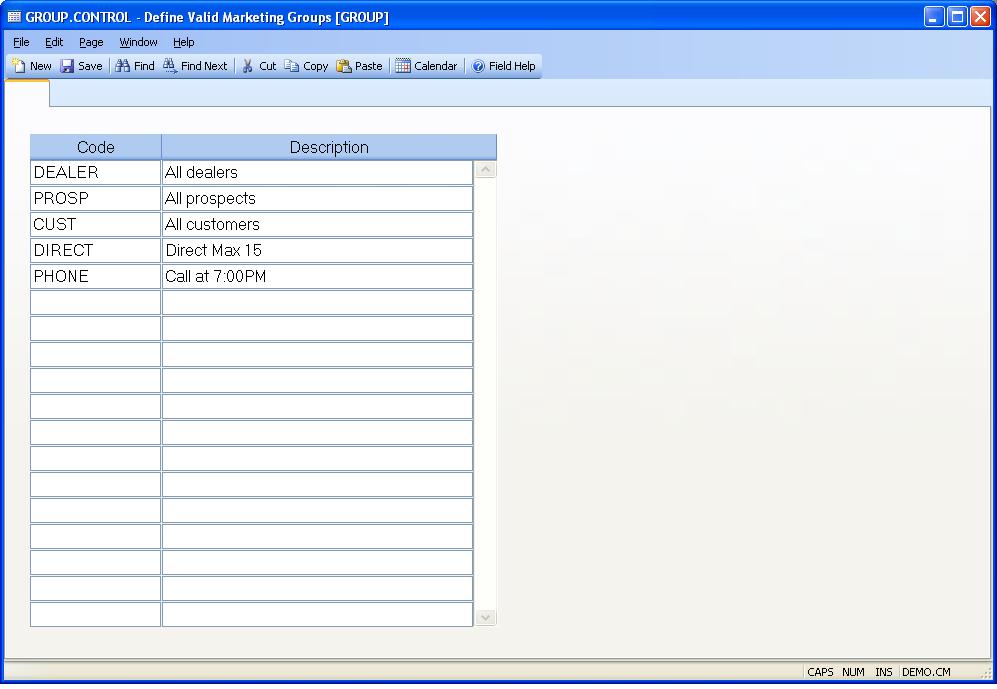 GROUP.CONTROL - Define Valid Marketing Groups [GROUP]
File Edit Page Window Help
New Save Find Find Next Cut Copy Paste Calendar Field Help
Code Description
DEALER All dealers
PROSP All prospects
CUST All customers
DIRECT Direct Max 15
PHONE Call at 7:00PM
CAPS NUM INS DEMO.CM